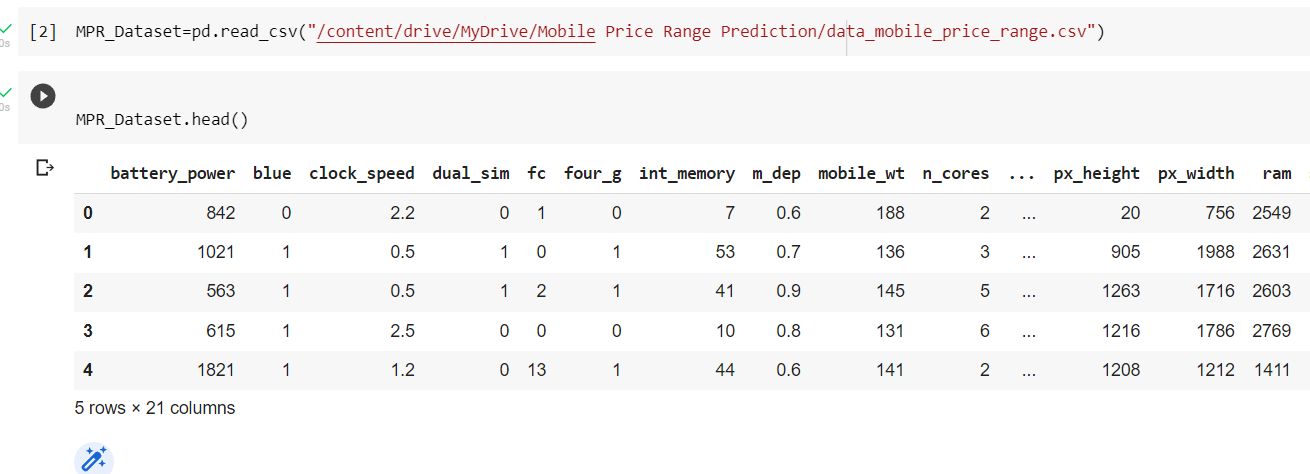 [2] MPR_Dataset=pd.read_csv("/content/drive/MyDrive/Mobile Price Range Prediction/data_mobile_price_range.csv")
0s
MPR_Dataset.head()
0s
battery_power blue clock_speed dual_sim fc four_g int_memory m_dep mobile_wt n_cores ... px_height px_width ram
0 842 0 2.2 0 1 0 7 0.6 188 2 ... 20 756 2549
1 1021 1 0.5 1 0 1 53 0.7 136 3 ... 905 1988 2631
2 563 1 0.5 1 2 1 41 0.9 145 5 ... 1263 1716 2603
3 615 1 2.5 0 0 0 10 0.8 131 6 ... 1216 1786 2769
4 1821 1 1.2 0 13 1 44 0.6 141 2 ... 1208 1212 1411
5 rows × 21 columns